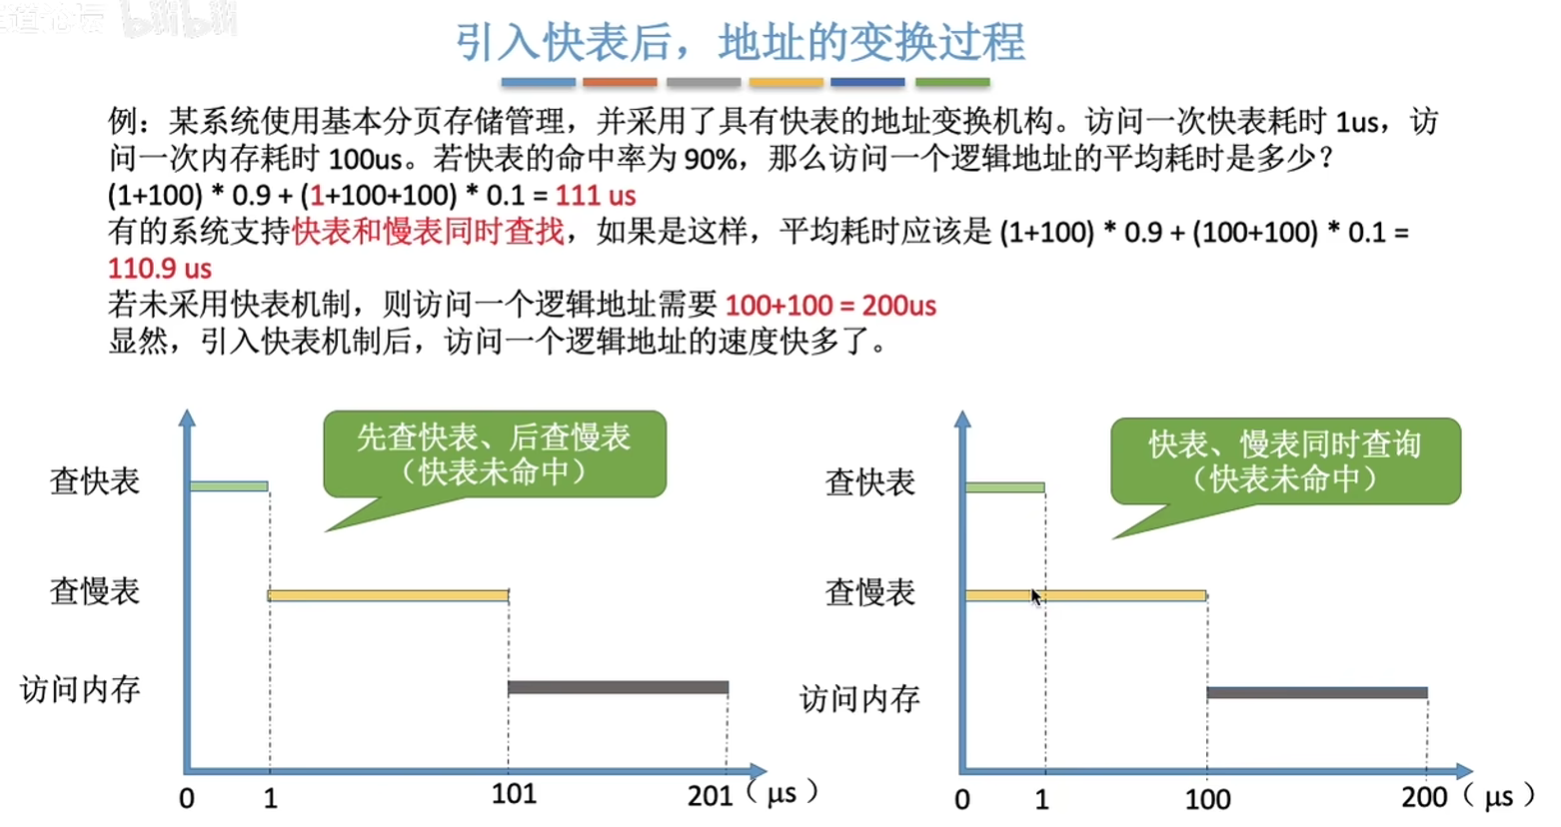 bilibili
引入快表后，地址的变换过程
例：某系统使用基本分页存储管理，并采用了具有快表的地址变换机构。访问一次快表耗时 1us，访
问一次内存耗时 100us。若快表的命中率为 90%，那么访问一个逻辑地址的平均耗时是多少？
(1+100) * 0.9 + (1+100+100) * 0.1 = 111 us
有的系统支持快表和慢表同时查找，如果是这样，平均耗时应该是 (1+100) * 0.9 + (100+100) * 0.1 =
110.9 us
若未采用快表机制，则访问一个逻辑地址需要 100+100 = 200us
显然，引入快表机制后，访问一个逻辑地址的速度快多了。
先查快表、后查慢表
（快表未命中）
查快表
查慢表
访问内存
0 1 101 201（μs）
快表、慢表同时查询
（快表未命中）
查快表
查慢表
访问内存
0 1 100 200（μs）